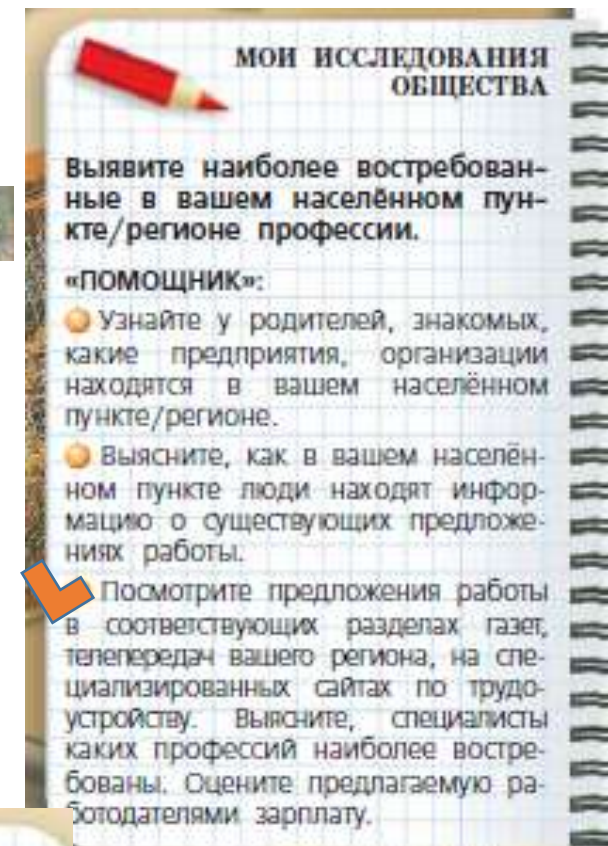 МОИ ИССЛЕДОВАНИЯ
ОБЩЕСТВА
Выявите наиболее востребован-
ные в вашем населённом пун-
кте/регионе профессии.
«ПОМОЩНИК»:
Узнайте у родителей, знакомых,
какие предприятия, организации
находятся в вашем населённом
пункте/регионе.
Выясните, как в вашем населён-
ном пункте люди находят инфор-
мацию о существующих предложе-
ниях работы.
Посмотрите предложения работы
в соответствующих разделах газет,
телепередач вашего региона, на спе-
циализированных сайтах по трудо-
устройству. Выясните, специалисты
каких профессий наиболее востре-
бованы. Оцените предлагаемую ра-
ботодателями зарплату.